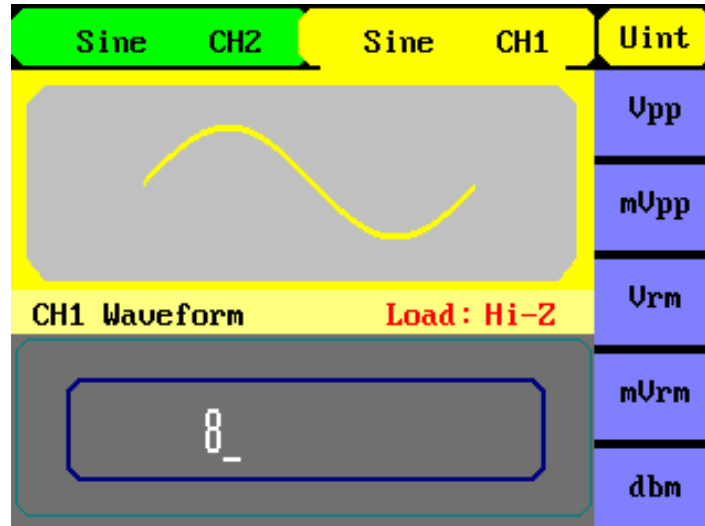 Sine CH2 Sine CH1 Uint
Vpp
mVpp
Vrm
CH1 Waveform Load: Hi-Z
mVrm
8_
dbm